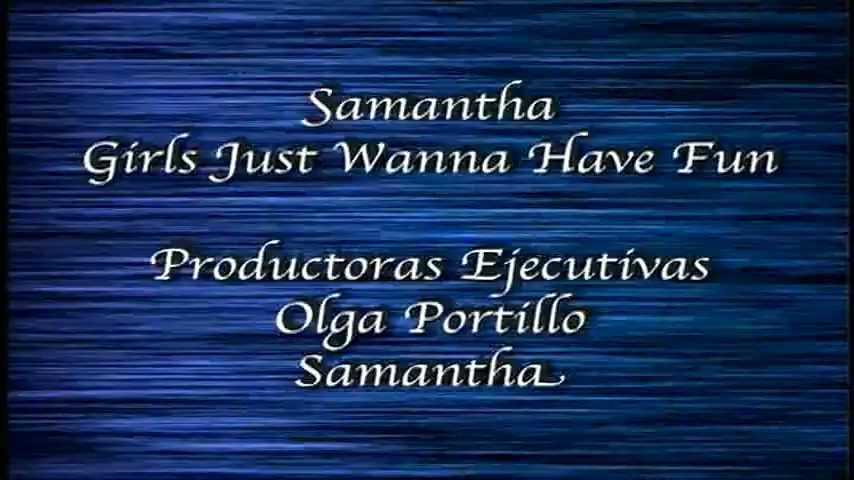 Samantha
Girls Just Wanna Have Fun
Productoras Ejecutivas
Olga Portillo
Samantha